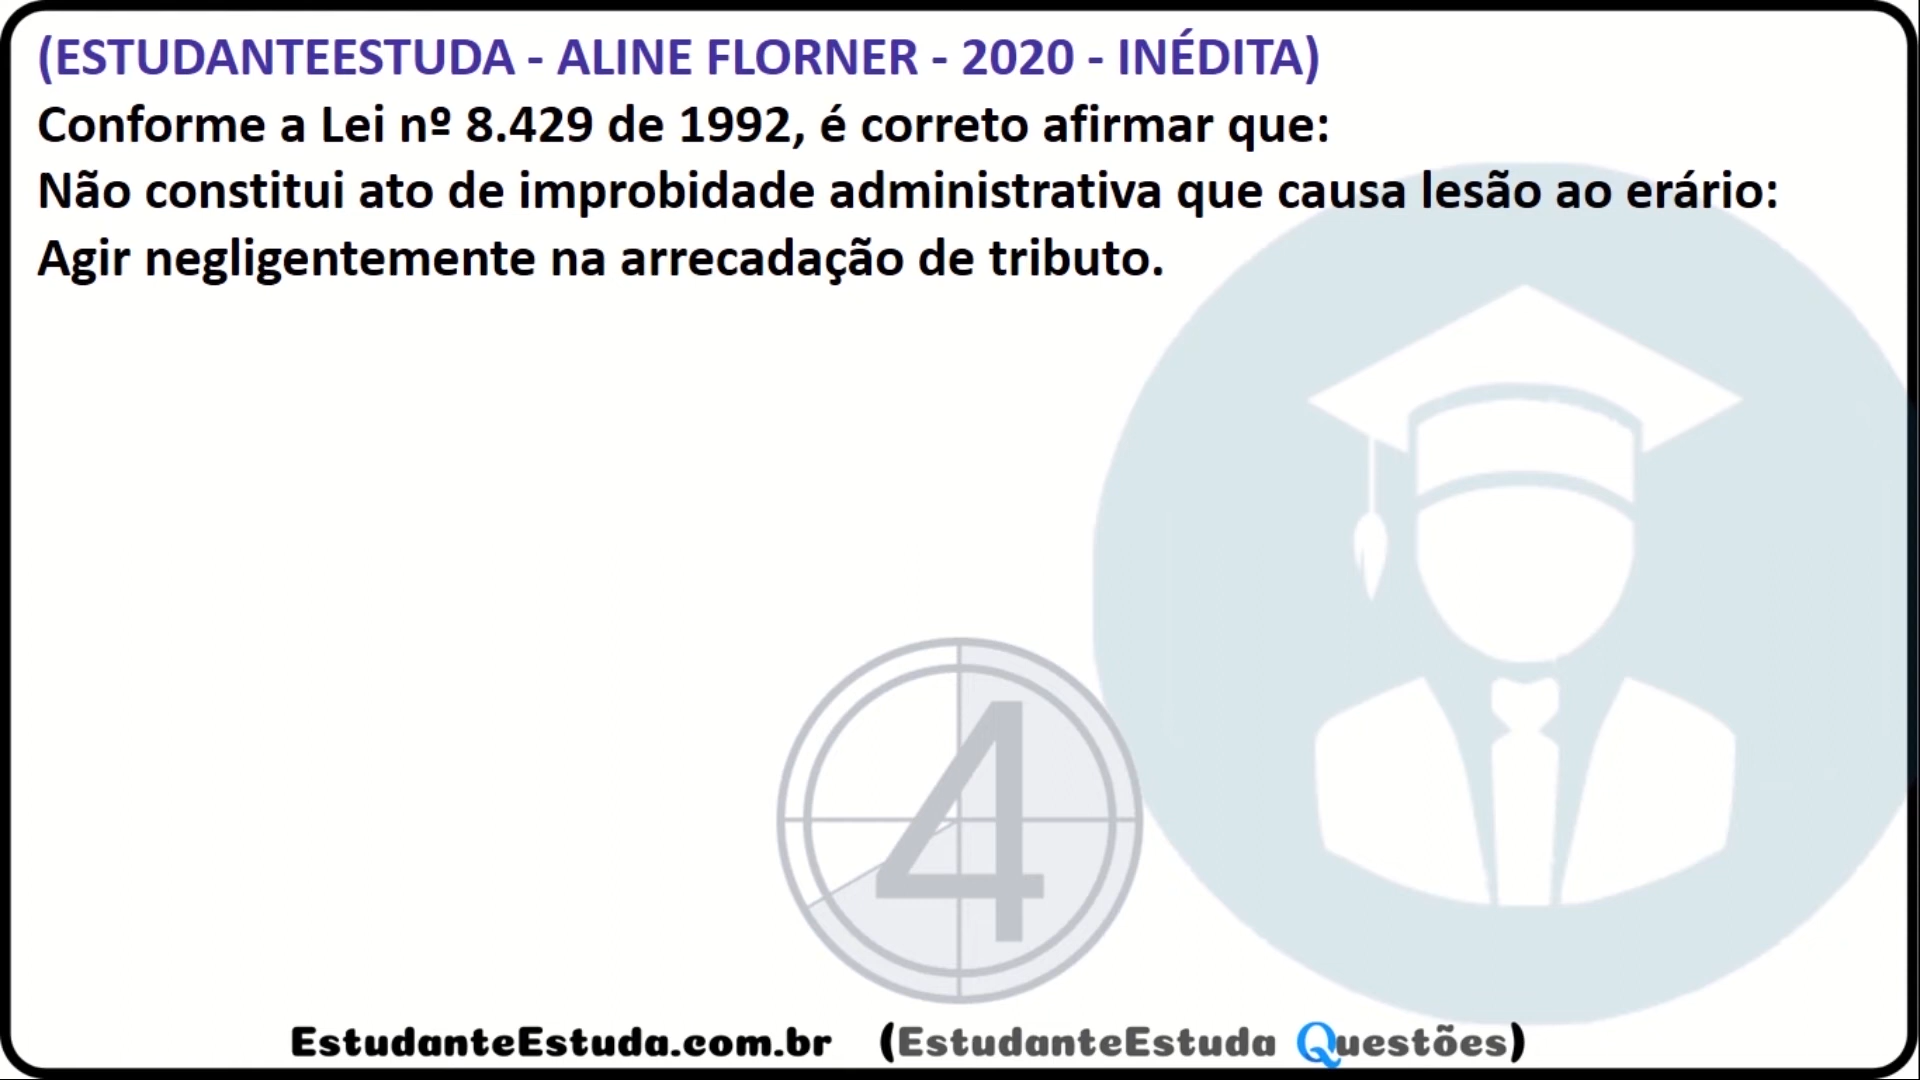 (ESTUDANTEESTUDA - ALINE FLORNER - 2020 - INÉDITA)
Conforme a Lei nº 8.429 de 1992, é correto afirmar que:
Não constitui ato de improbidade administrativa que causa lesão ao erário:
Agir negligentemente na arrecadação de tributo.
4
EstudanteEstuda.com.br (EstudanteEstuda Questões)